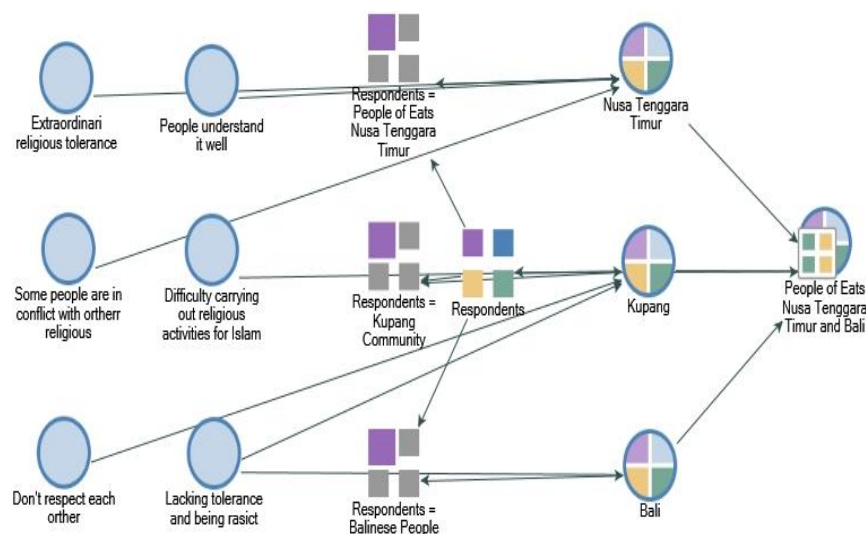 Extraordinari
religious tolerance
People understand
it well
Respondents =
People of Eats
Nusa Tenggara
Timur
Nusa Tenggara
Timur
Some people are in
conflict with ortherr
religious
Difficulty carrying
out religious
activities for Islam
Respondents =
Kupang
Community
Respondents
Kupang
People of Eats
Nusa Tenggara
Timur and Bali
Don't respect each
orther
Lacking tolerance
and being rasict
Respondents =
Balinese People
Bali